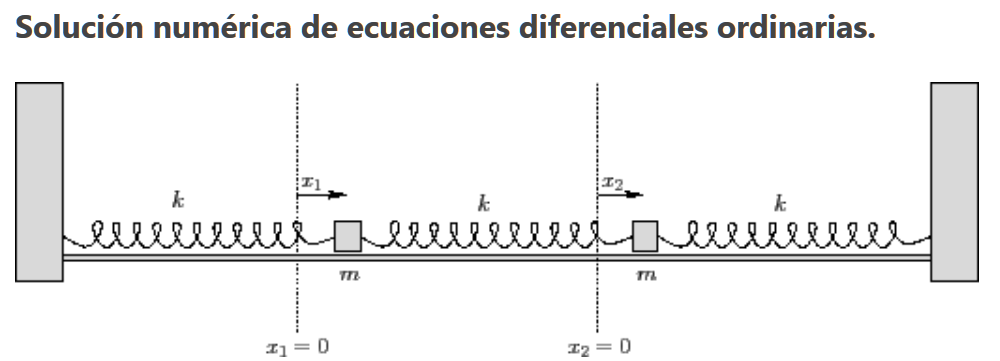 Solución numérica de ecuaciones diferenciales ordinarias.
x₁ x₂
k k k
m m
x₁ = 0 x₂ = 0